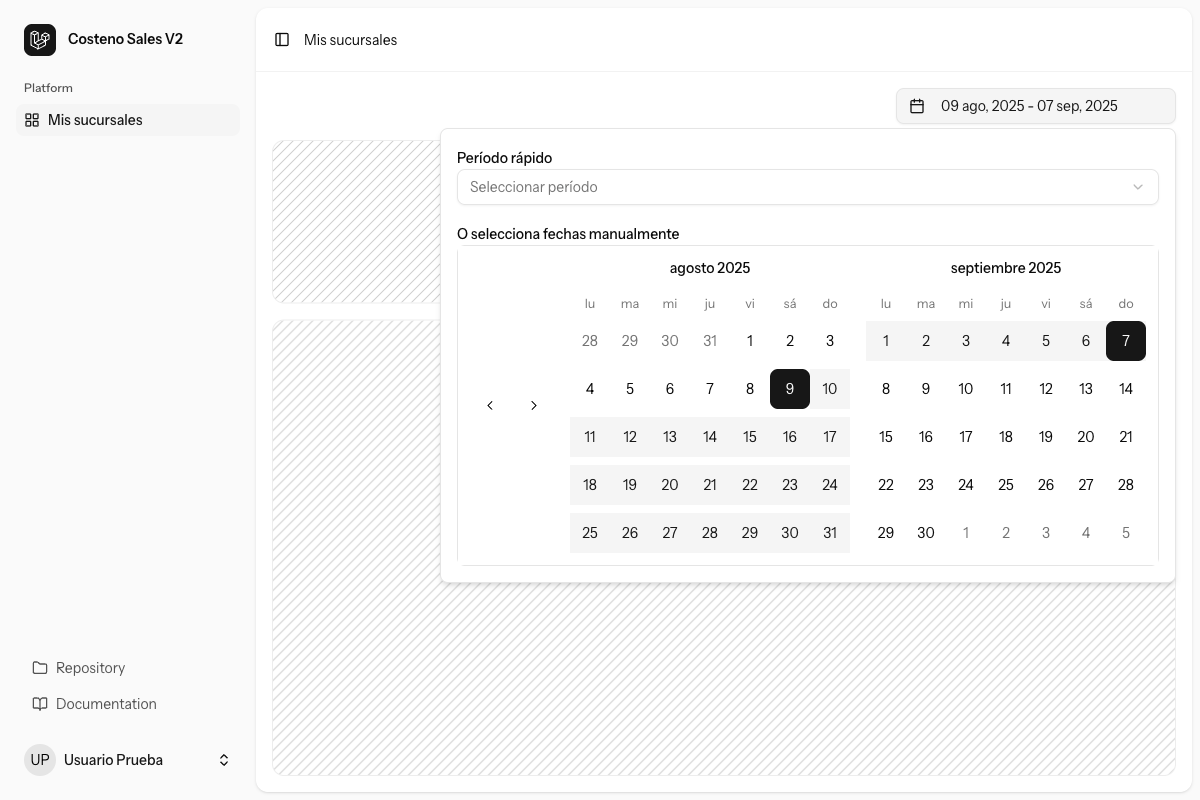 Costeno Sales V2
Platform
Mis sucursales
Repository
Documentation
UP Usuario Prueba
Mis sucursales
09 ago, 2025 - 07 sep, 2025
Período rápido
Seleccionar período
O selecciona fechas manualmente
agosto 2025
lu ma mi ju vi sá do
28 29 30 31 1 2 3
4 5 6 7 8 9 10
11 12 13 14 15 16 17
18 19 20 21 22 23 24
25 26 27 28 29 30 31
septiembre 2025
lu ma mi ju vi sá do
1 2 3 4 5 6 7
8 9 10 11 12 13 14
15 16 17 18 19 20 21
22 23 24 25 26 27 28
29 30 1 2 3 4 5